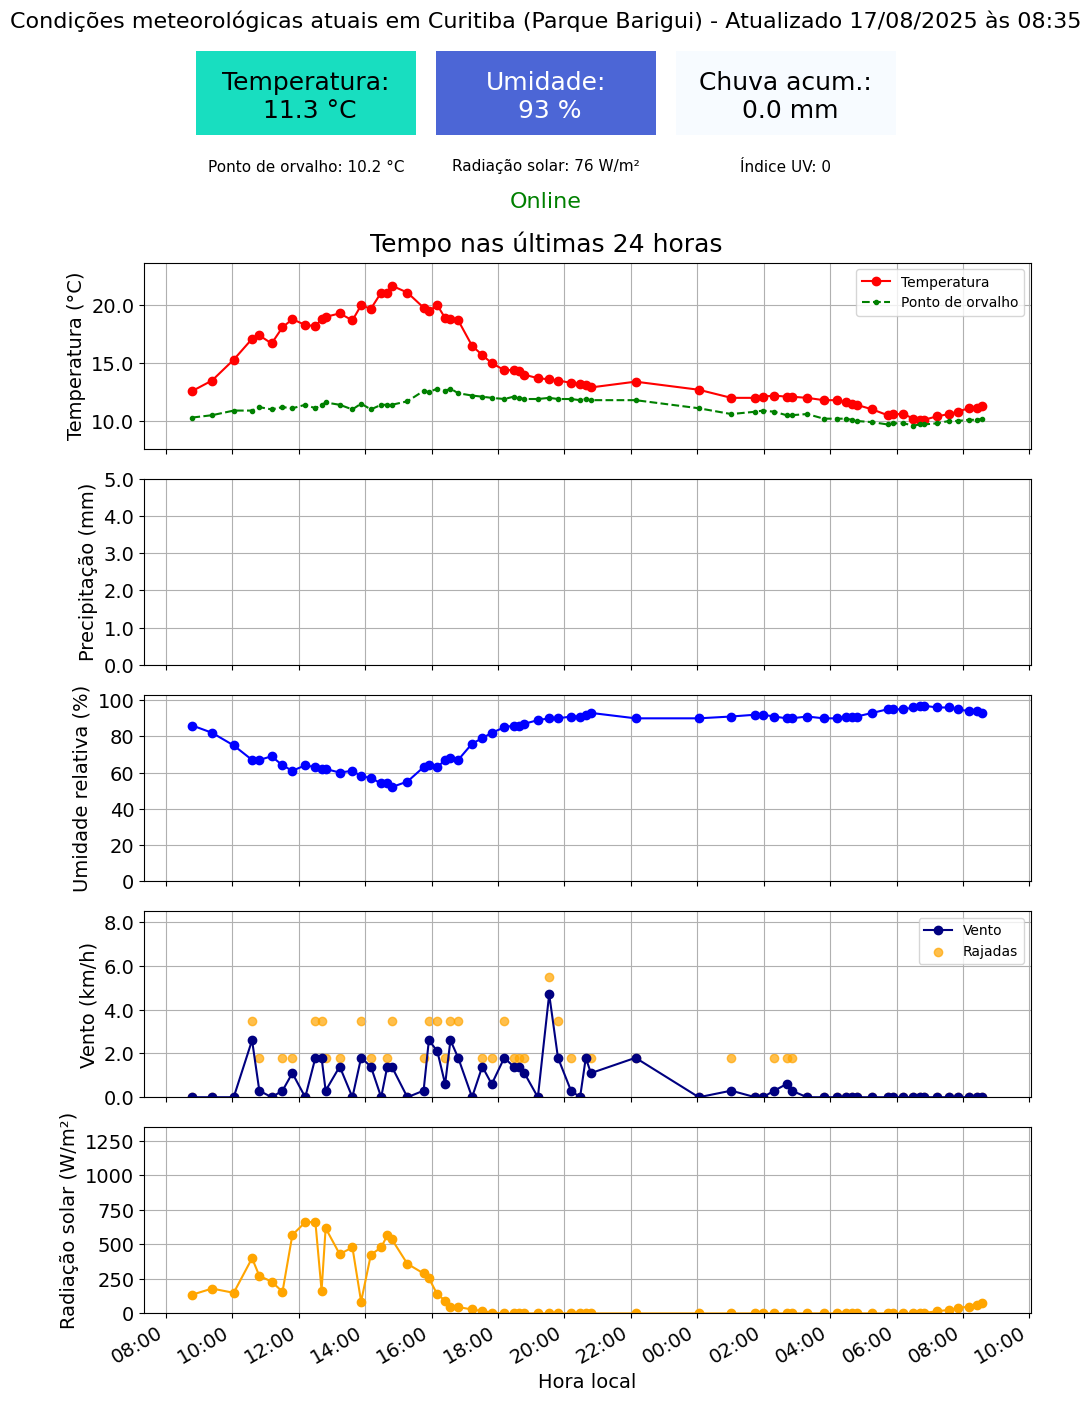 Condições meteorológicas atuais em Curitiba (Parque Barigui) - Atualizado 17/08/2025 às 08:35
Temperatura:
11.3 °C
Umidade:
93 %
Chuva acum.:
0.0 mm
Ponto de orvalho: 10.2 °C
Radiação solar: 76 W/m²
Índice UV: 0
Online
Tempo nas últimas 24 horas
Temperatura (°C)
20.0
15.0
10.0
Temperatura
Ponto de orvalho
Precipitação (mm)
5.0
4.0
3.0
2.0
1.0
0.0
Umidade relativa (%)
100
80
60
40
20
0
Vento (km/h)
8.0
6.0
4.0
2.0
0.0
Vento
Rajadas
Radiação solar (W/m²)
1250
1000
750
500
250
0
08:00
10:00
12:00
14:00
16:00
18:00
20:00
22:00
00:00
02:00
04:00
06:00
08:00
10:00
Hora local